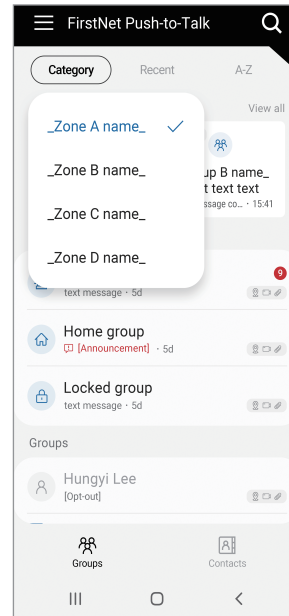 FirstNet Push-to-Talk
Category Recent A-Z
View all
_Zone A name_
_Zone B name_
_Zone C name_
_Zone D name_
up B name_
t text text
ssage co... · 15:41
9
text message · 5d
Home group
[Announcement] · 5d
Locked group
text message · 5d
Groups
Hungyi Lee
[Opt-out]
Groups Contacts